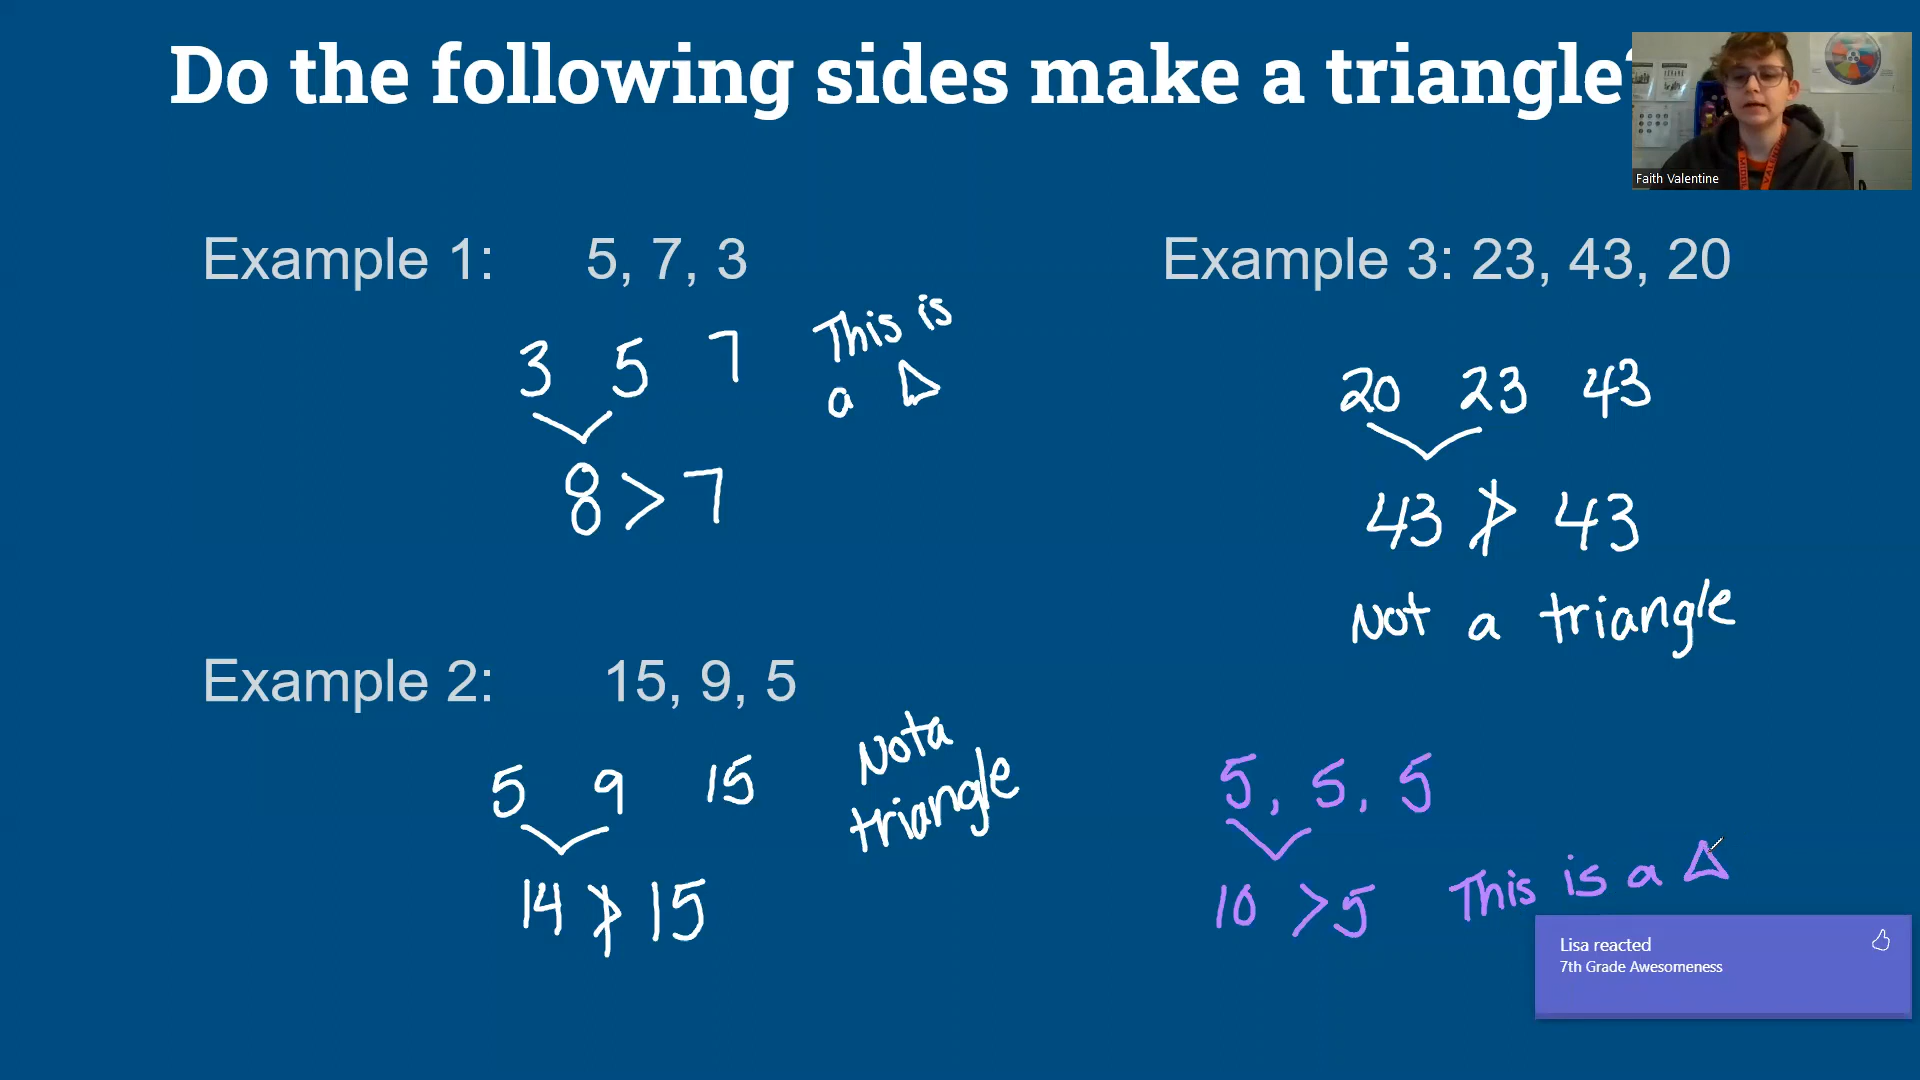 Do the following sides make a triangle?
Faith Valentine
Example 1: 5, 7, 3
3 5 7
This is
a △
8 > 7
Example 2: 15, 9, 5
5 9 15
Not a
triangle
14 ≯ 15
Example 3: 23, 43, 20
20 23 43
43 ≯ 43
Not a triangle
5, 5, 5
10 > 5
This is a △
Lisa reacted
7th Grade Awesomeness